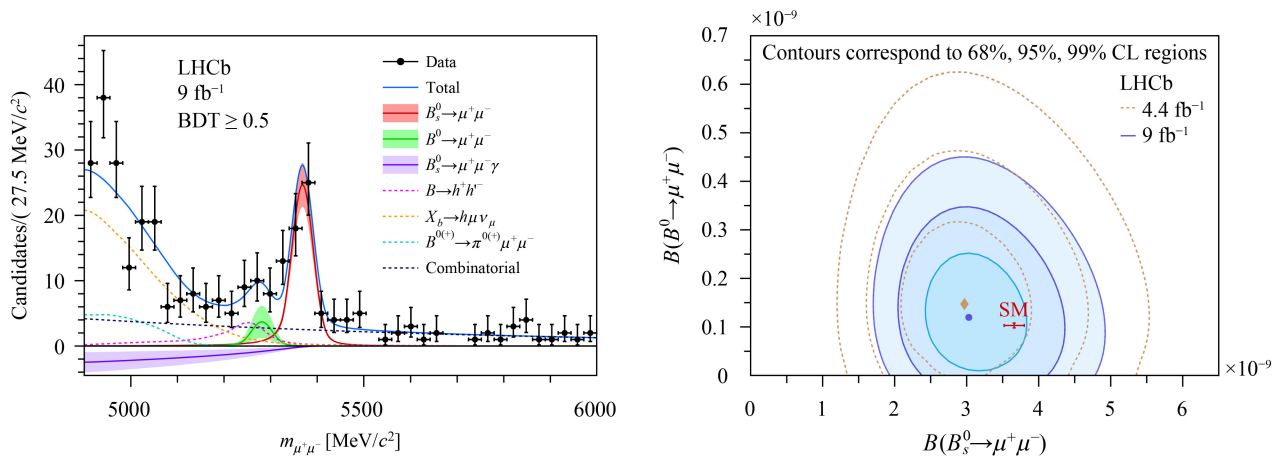 LHCb
9 fb⁻¹
BDT ≥ 0.5
Data
Total
B⁰ₛ→μ⁺μ⁻
B⁰→μ⁺μ⁻
B⁰ₛ→μ⁺μ⁻γ
B→h⁺h′⁻
X_b→hμν_μ
B⁰⁽⁺⁾→π⁰⁽⁺⁾μ⁺μ⁻
Combinatorial
Candidates/( 27.5 MeV/c²)
40
30
20
10
0
5000 5500 6000
m_μ⁺μ⁻ [MeV/c²]
×10⁻⁹
Contours correspond to 68%, 95%, 99% CL regions
LHCb
4.4 fb⁻¹
9 fb⁻¹
SM
B(B⁰→μ⁺μ⁻)
0.7
0.6
0.5
0.4
0.3
0.2
0.1
0
×10⁻⁹
0 1 2 3 4 5 6
B(B⁰ₛ→μ⁺μ⁻)